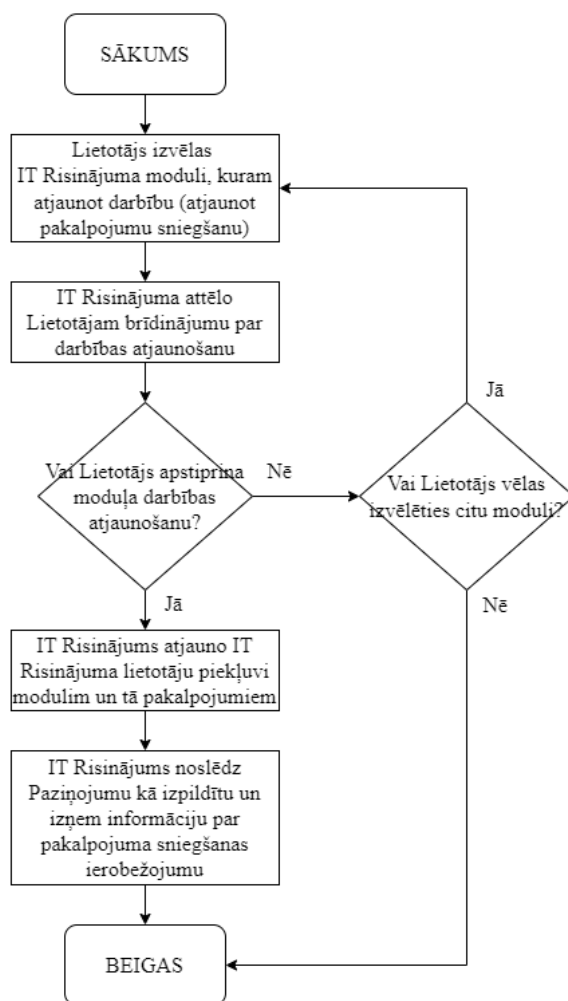 SĀKUMS
Lietotājs izvēlas
IT Risinājuma moduli, kuram
atjaunot darbību (atjaunot
pakalpojumu sniegšanu)
IT Risinājuma attēlo
Lietotājam brīdinājumu par
darbības atjaunošanu
Jā
Vai Lietotājs apstiprina
moduļa darbības
atjaunošanu?
Nē
Vai Lietotājs vēlas
izvēlēties citu moduli?
Jā
Nē
IT Risinājums atjauno IT
Risinājuma lietotāju piekļuvi
modulim un tā pakalpojumiem
IT Risinājums noslēdz
Paziņojumu kā izpildītu un
izņem informāciju par
pakalpojuma sniegšanas
ierobežojumu
BEIGAS